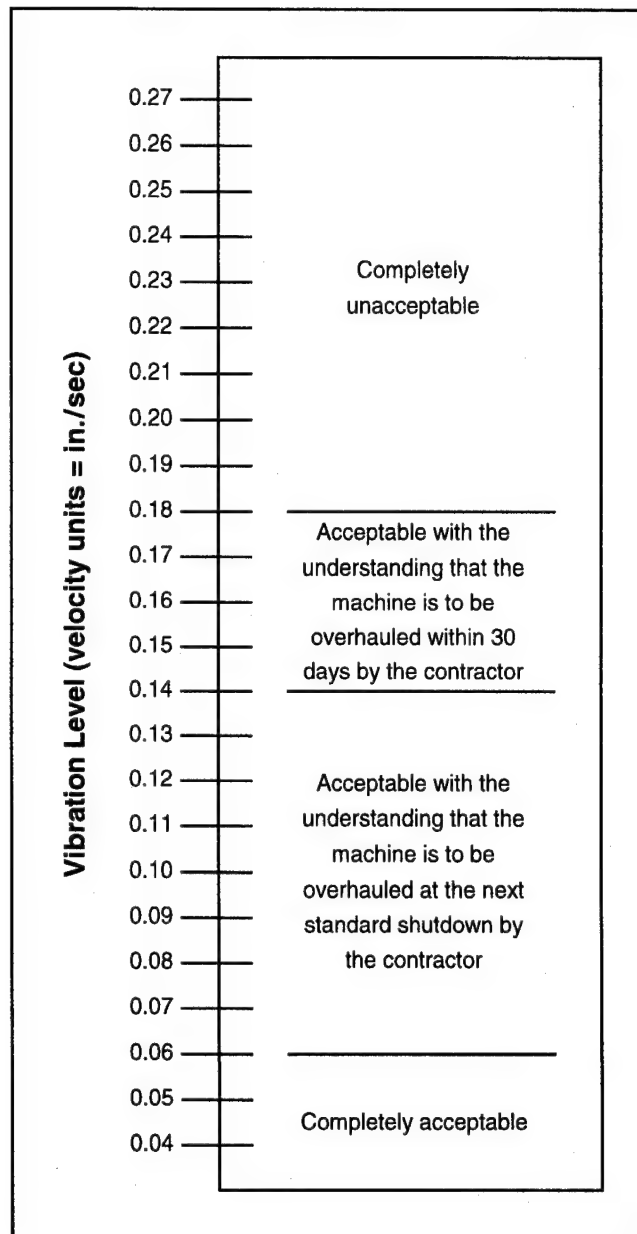 Vibration Level (velocity units = in./sec)
0.27
0.26
0.25
0.24
0.23
0.22
0.21
0.20
0.19
0.18
0.17
0.16
0.15
0.14
0.13
0.12
0.11
0.10
0.09
0.08
0.07
0.06
0.05
0.04
Completely
unacceptable
Acceptable with the
understanding that the
machine is to be
overhauled within 30
days by the contractor
Acceptable with the
understanding that the
machine is to be
overhauled at the next
standard shutdown by
the contractor
Completely acceptable